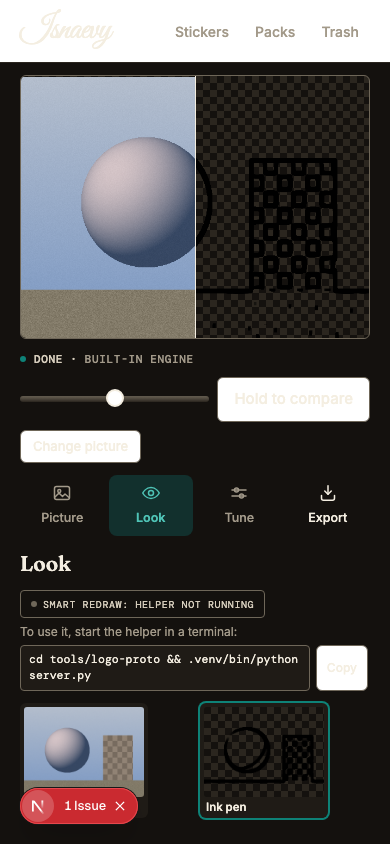 Jsnaevy
Stickers Packs Trash
DONE · BUILT-IN ENGINE
Hold to compare
Change picture
Picture Look Tune Export
Look
SMART REDRAW: HELPER NOT RUNNING
To use it, start the helper in a terminal:
cd tools/logo-proto && .venv/bin/python
server.py
Copy
Ink pen
N 1 Issue